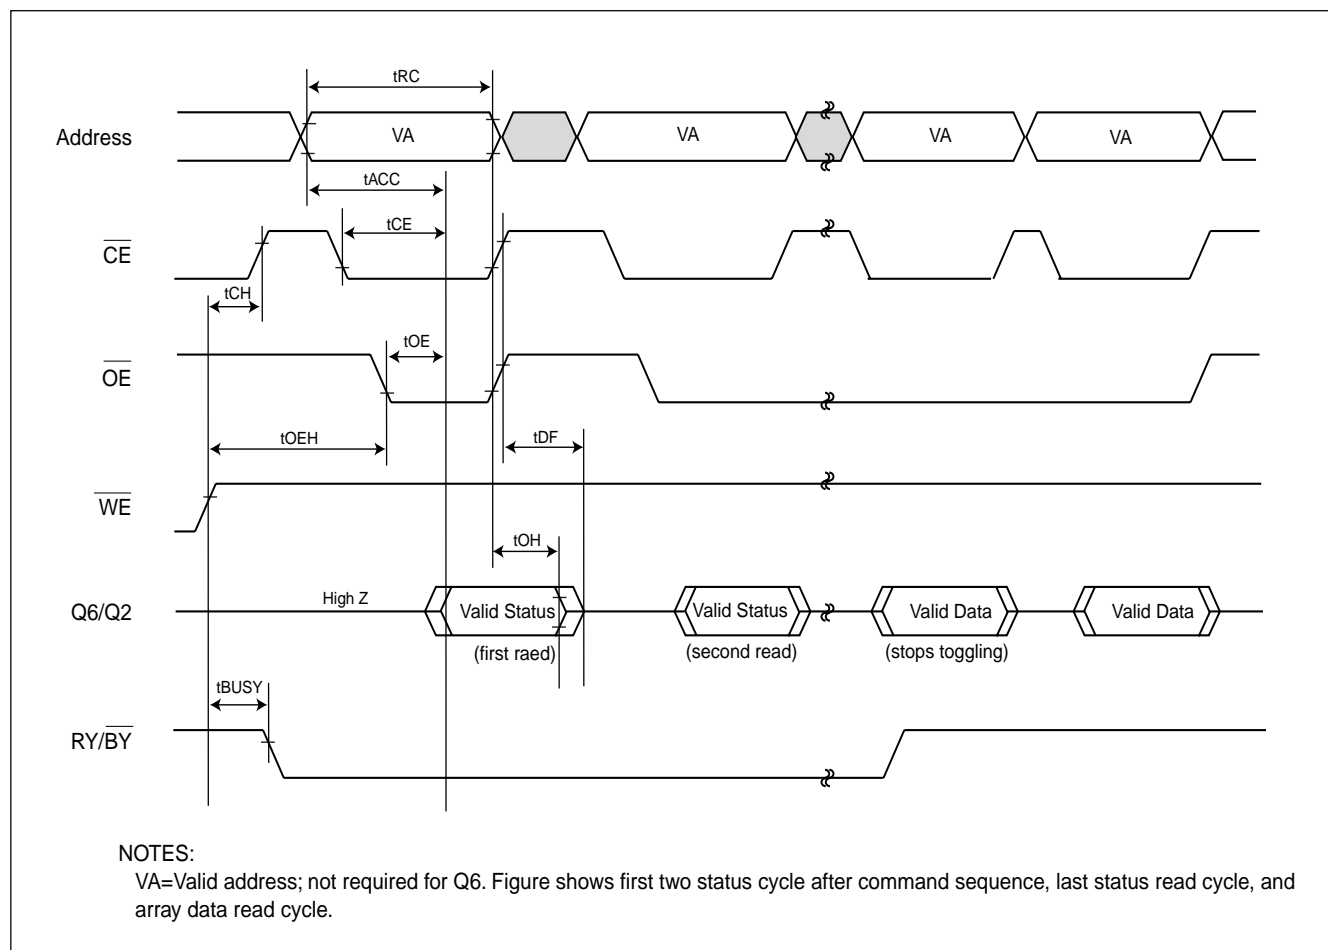 tRC
Address VA VA VA VA
tACC
tCE
CE
tCH
tOE
OE
tOEH tDF
WE
tOH
High Z
Q6/Q2 Valid Status Valid Status Valid Data Valid Data
(first raed) (second read) (stops toggling)
tBUSY
RY/BY
NOTES:
VA=Valid address; not required for Q6. Figure shows first two status cycle after command sequence, last status read cycle, and
array data read cycle.